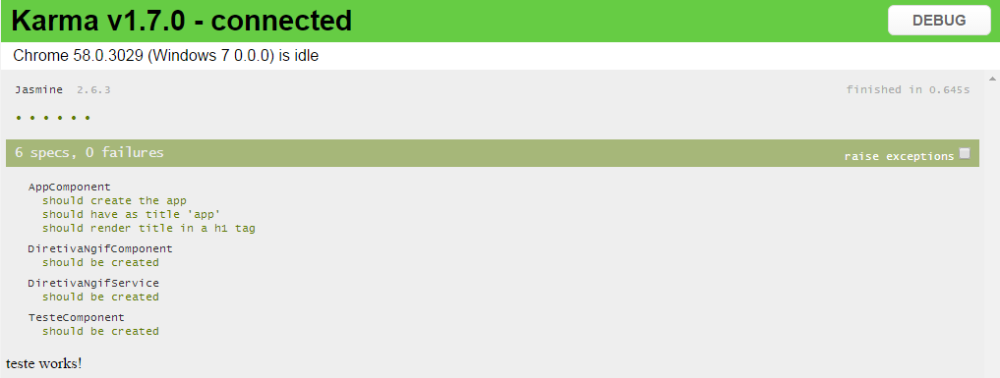 Karma v1.7.0 - connected
DEBUG
Chrome 58.0.3029 (Windows 7 0.0.0) is idle
Jasmine 2.6.3
finished in 0.645s
• • • • • •
6 specs, 0 failures
raise exceptions
AppComponent
should create the app
should have as title 'app'
should render title in a h1 tag
DiretivaNgifComponent
should be created
DiretivaNgifService
should be created
TesteComponent
should be created
teste works!